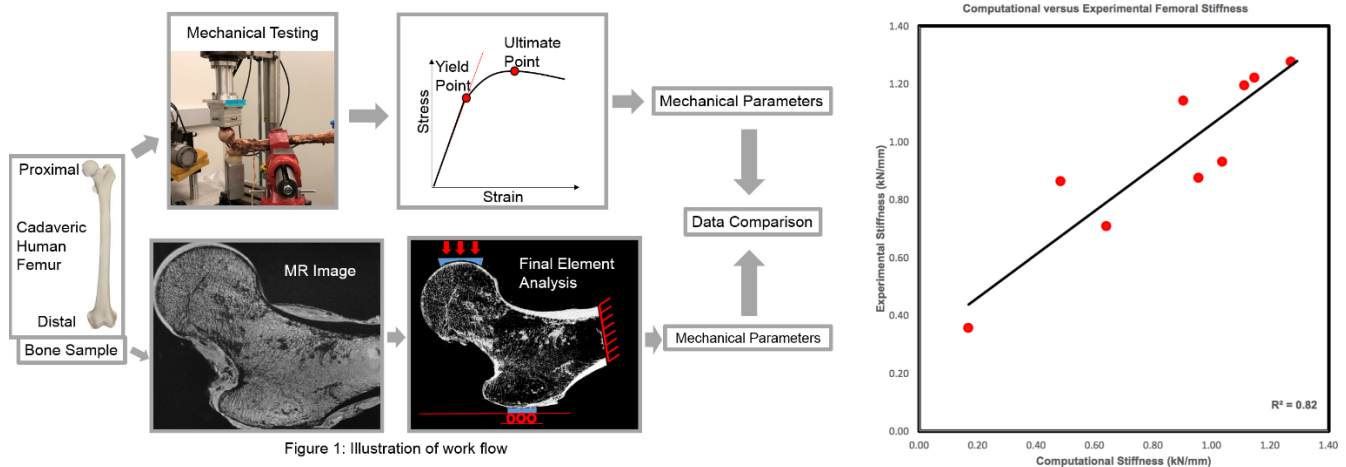 Mechanical Testing
Ultimate
Point
Yield
Point
Stress
Strain
Mechanical Parameters
Proximal
Cadaveric
Human
Femur
Distal
Bone Sample
Data Comparison
MR Image
Final Element
Analysis
Mechanical Parameters
Figure 1: Illustration of work flow
Computational versus Experimental Femoral Stiffness
1.40
1.20
1.00
0.80
0.60
0.40
0.20
0.00
Experimental Stiffness (kN/mm)
R² = 0.82
0.00 0.20 0.40 0.60 0.80 1.00 1.20 1.40
Computational Stiffness (kN/mm)